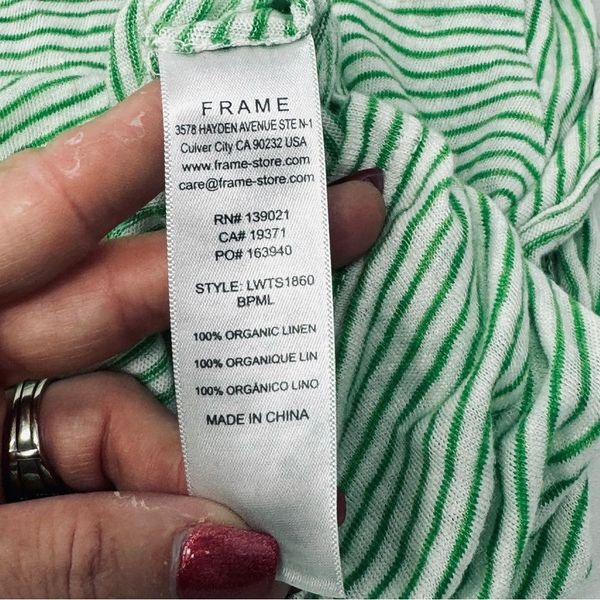 FRAME
3578 HAYDEN AVENUE STE N-1
Culver City CA 90232 USA
www.frame-store.com
care@frame-store.com
RN# 139021
CA# 19371
PO# 163940
STYLE: LWTS1860
BPML
100% ORGANIC LINEN
100% ORGANIQUE LIN
100% ORGÁNICO LINO
MADE IN CHINA